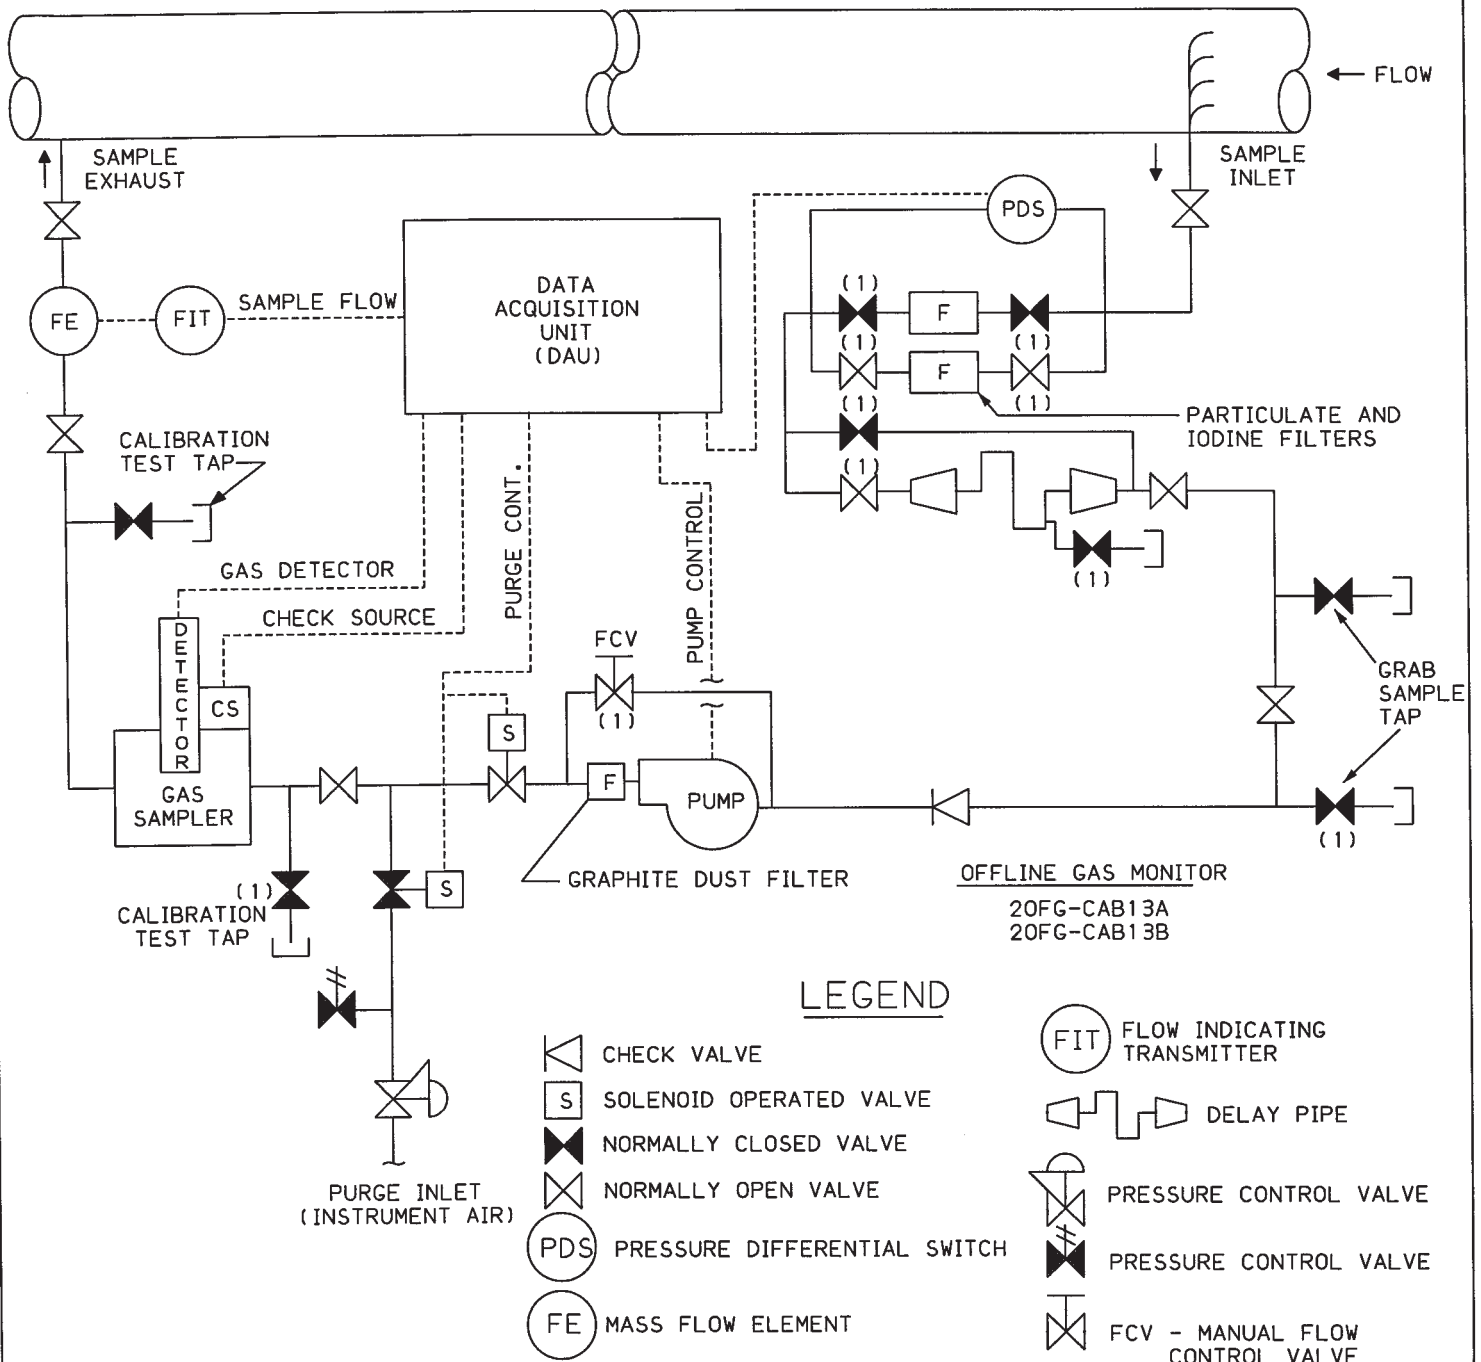 FLOW
SAMPLE
EXHAUST
SAMPLE
INLET
PDS
DATA
ACQUISITION
UNIT
(DAU)
FE
FIT
SAMPLE FLOW
(1)
F
(1)
(1)
F
(1)
(1)
PARTICULATE AND
IODINE FILTERS
(1)
CALIBRATION
TEST TAP
PURGE CONT.
PUMP CONTROL
GAS DETECTOR
CHECK SOURCE
(1)
DETECTOR
CS
FCV
(1)
GRAB
SAMPLE
TAP
S
F
PUMP
GAS
SAMPLER
(1)
GRAPHITE DUST FILTER
S
(1)
CALIBRATION
TEST TAP
OFFLINE GAS MONITOR
2OFG-CAB13A
2OFG-CAB13B
LEGEND
CHECK VALVE
S SOLENOID OPERATED VALVE
NORMALLY CLOSED VALVE
NORMALLY OPEN VALVE
PDS PRESSURE DIFFERENTIAL SWITCH
FE MASS FLOW ELEMENT
FIT FLOW INDICATING
TRANSMITTER
DELAY PIPE
PRESSURE CONTROL VALVE
PRESSURE CONTROL VALVE
FCV - MANUAL FLOW
CONTROL VALVE
PURGE INLET
(INSTRUMENT AIR)